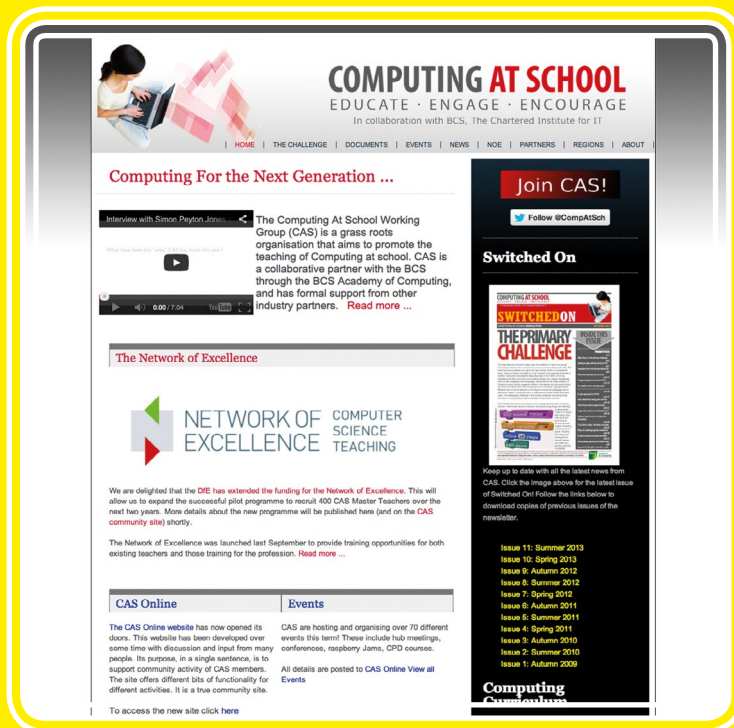 COMPUTING AT SCHOOL
EDUCATE · ENGAGE · ENCOURAGE
In collaboration with BCS, The Chartered Institute for IT
| HOME | THE CHALLENGE | DOCUMENTS | EVENTS | NEWS | NOE | PARTNERS | REGIONS | ABOUT |
Computing For the Next Generation ...
Interview with Simon Peyton Jones
0:00 / 7:04 YouTube
The Computing At School Working
Group (CAS) is a grass roots
organisation that aims to promote the
teaching of Computing at school. CAS is
a collaborative partner with the BCS
through the BCS Academy of Computing,
and has formal support from other
industry partners. Read more ...
The Network of Excellence
NETWORK OF
EXCELLENCE
COMPUTER
SCIENCE
TEACHING
We are delighted that the DfE has extended the funding for the Network of Excellence. This will
allow us to expand the successful pilot programme to recruit 400 CAS Master Teachers over the
next two years. More details about the new programme will be published here (and on the CAS
community site) shortly.
The Network of Excellence was launched last September to provide training opportunities for both
existing teachers and those training for the profession. Read more ...
CAS Online
The CAS Online website has now opened its
doors. This website has been developed over
some time with discussion and input from many
people. Its purpose, in a single sentence, is to
support community activity of CAS members.
The site offers different bits of functionality for
different activities. It is a true community site.
To access the new site click here
Events
CAS are hosting and organising over 70 different
events this term! These include hub meetings,
conferences, raspberry Jams, CPD courses.
All details are posted to CAS Online View all
Events
Join CAS!
Follow @CompAtSch
Switched On
COMPUTING AT SCHOOL
SWITCHEDON
THE PRIMARY
CHALLENGE
INSIDE THIS
ISSUE
Keep up to date with all the latest news from
CAS. Click the image above for the latest issue
of Switched On! Follow the links below to
download copies of previous issues of the
newsletter.
Issue 11: Summer 2013
Issue 10: Spring 2013
Issue 9: Autumn 2012
Issue 8: Summer 2012
Issue 7: Spring 2012
Issue 6: Autumn 2011
Issue 5: Summer 2011
Issue 4: Spring 2011
Issue 3: Autumn 2010
Issue 2: Summer 2010
Issue 1: Autumn 2009
Computing
Curriculum